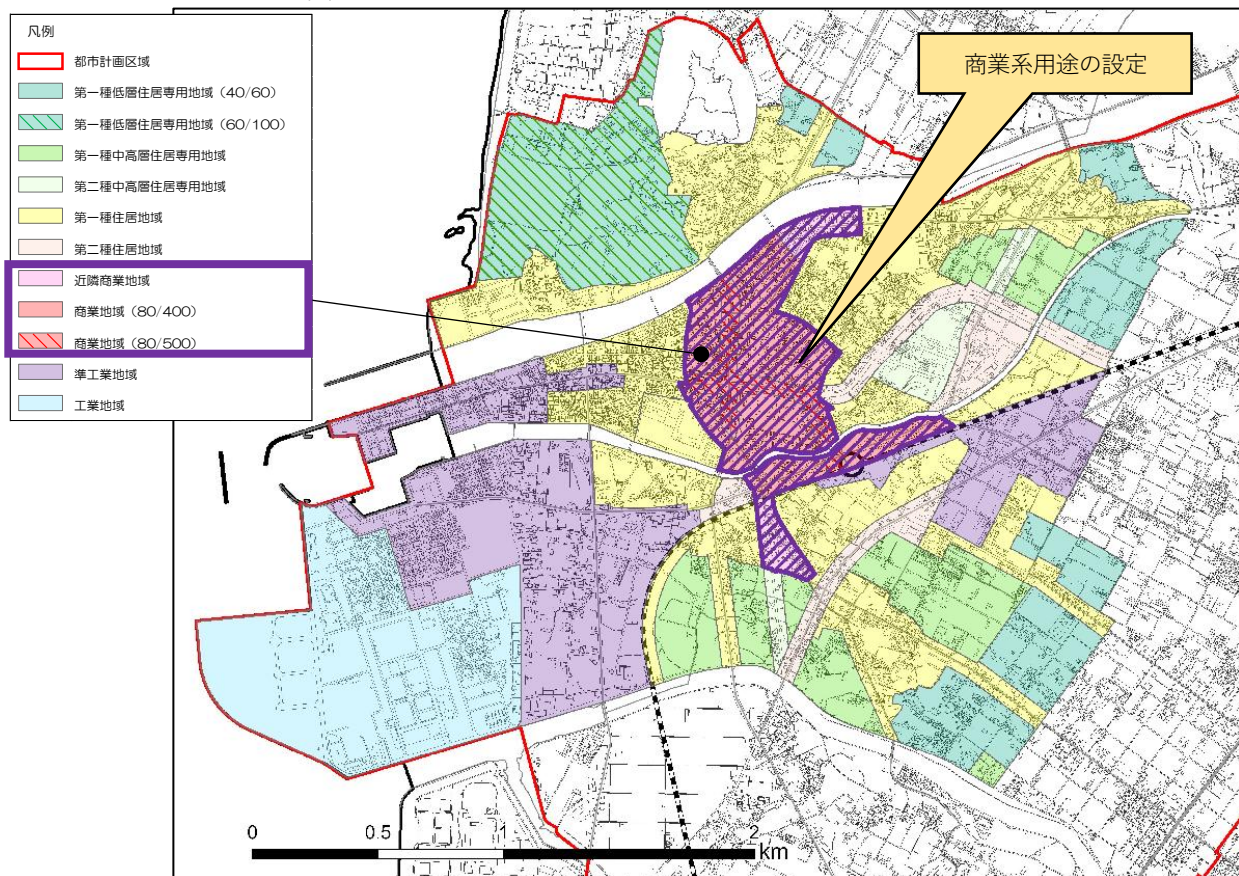 凡例
都市計画区域
第一種低層住居専用地域（40/60）
第一種低層住居専用地域（60/100）
第一種中高層住居専用地域
第二種中高層住居専用地域
第一種住居地域
第二種住居地域
近隣商業地域
商業地域（80/400）
商業地域（80/500）
準工業地域
工業地域
商業系用途の設定
0 0.5 1 2
km